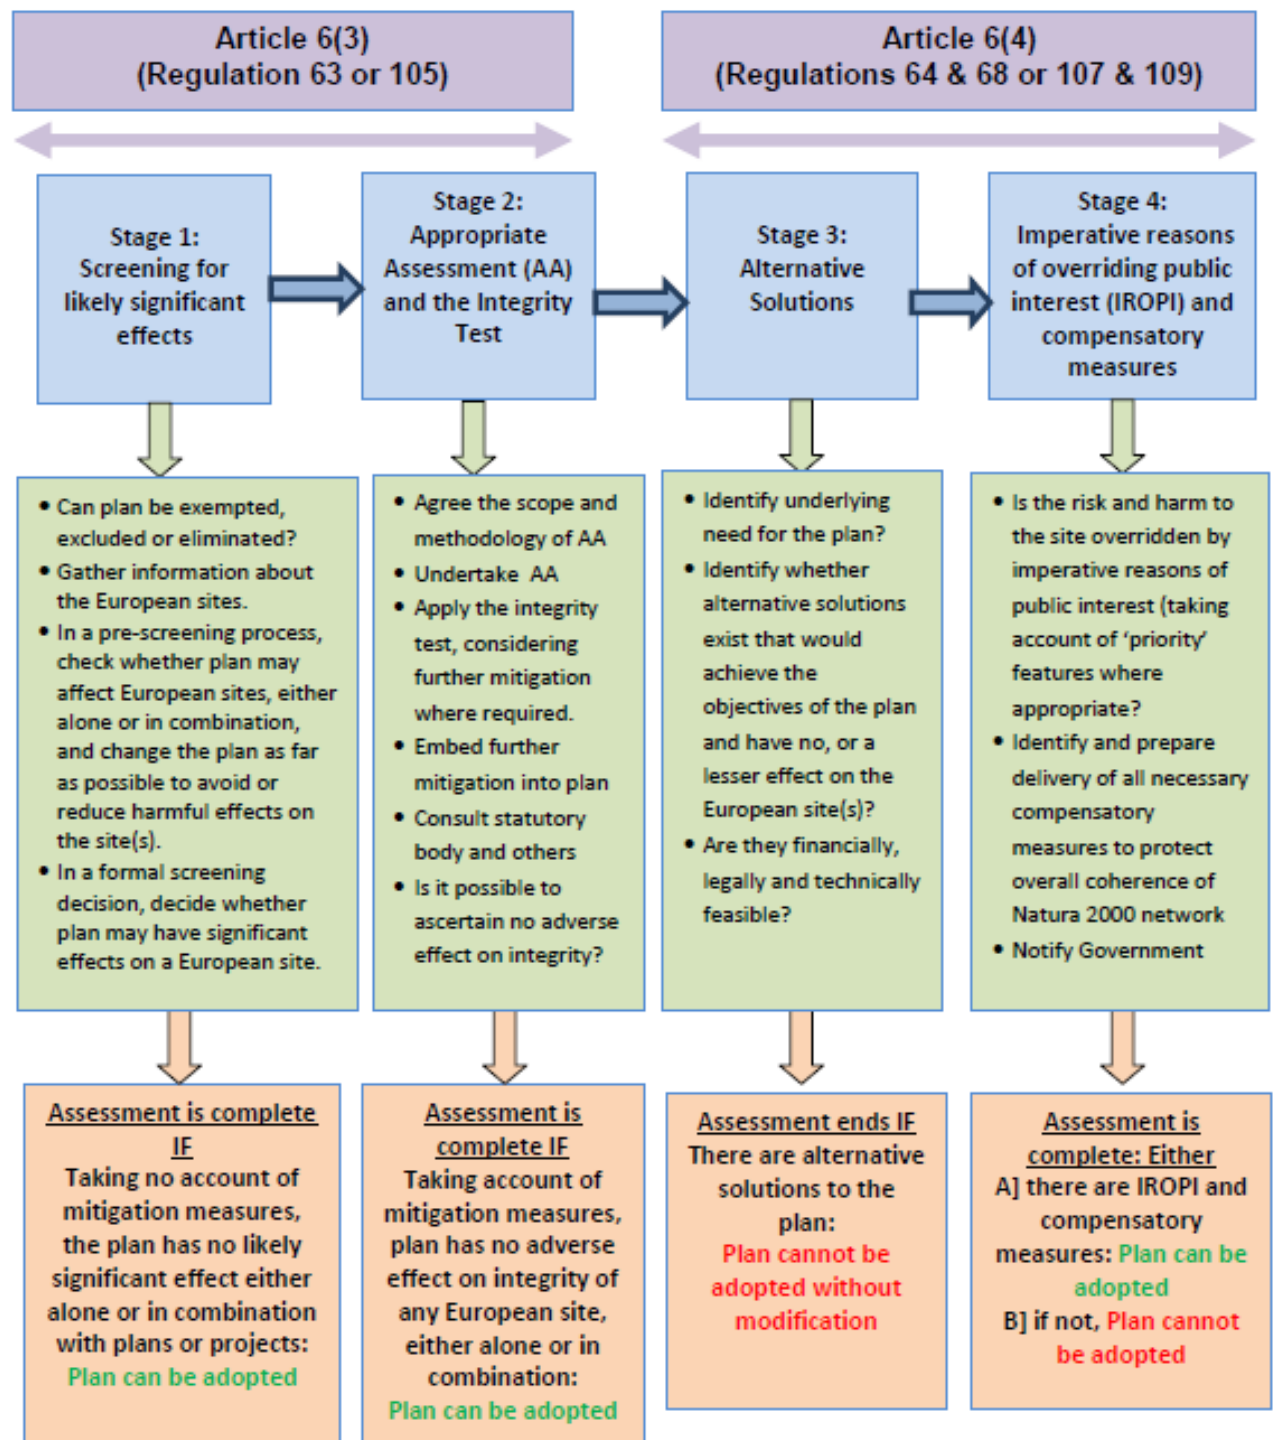 Article 6(3)
(Regulation 63 or 105)
Article 6(4)
(Regulations 64 & 68 or 107 & 109)
Stage 1:
Screening for
likely significant
effects
Stage 2:
Appropriate
Assessment (AA)
and the Integrity
Test
Stage 3:
Alternative
Solutions
Stage 4:
Imperative reasons
of overriding public
interest (IROPI) and
compensatory
measures
• Can plan be exempted,
excluded or eliminated?
• Gather information about
the European sites.
• In a pre-screening process,
check whether plan may
affect European sites, either
alone or in combination,
and change the plan as far
as possible to avoid or
reduce harmful effects on
the site(s).
• In a formal screening
decision, decide whether
plan may have significant
effects on a European site.
• Agree the scope and
methodology of AA
• Undertake AA
• Apply the integrity
test, considering
further mitigation
where required.
• Embed further
mitigation into plan
• Consult statutory
body and others
• Is it possible to
ascertain no adverse
effect on integrity?
• Identify underlying
need for the plan?
• Identify whether
alternative solutions
exist that would
achieve the
objectives of the plan
and have no, or a
lesser effect on the
European site(s)?
• Are they financially,
legally and technically
feasible?
• Is the risk and harm to
the site overridden by
imperative reasons of
public interest (taking
account of ‘priority’
features where
appropriate?
• Identify and prepare
delivery of all necessary
compensatory
measures to protect
overall coherence of
Natura 2000 network
• Notify Government
Assessment is complete
IF
Taking no account of
mitigation measures,
the plan has no likely
significant effect either
alone or in combination
with plans or projects:
Plan can be adopted
Assessment is
complete IF
Taking account of
mitigation measures,
plan has no adverse
effect on integrity of
any European site,
either alone or in
combination:
Plan can be adopted
Assessment ends IF
There are alternative
solutions to the
plan:
Plan cannot be
adopted without
modification
Assessment is
complete: Either
A] there are IROPI and
compensatory
measures: Plan can be
adopted
B] if not, Plan cannot
be adopted